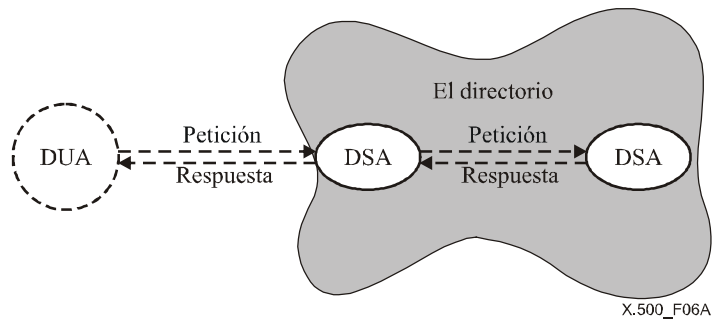 El directorio
Petición
Petición
DUA
DSA
DSA
Respuesta
Respuesta
X.500_F06A